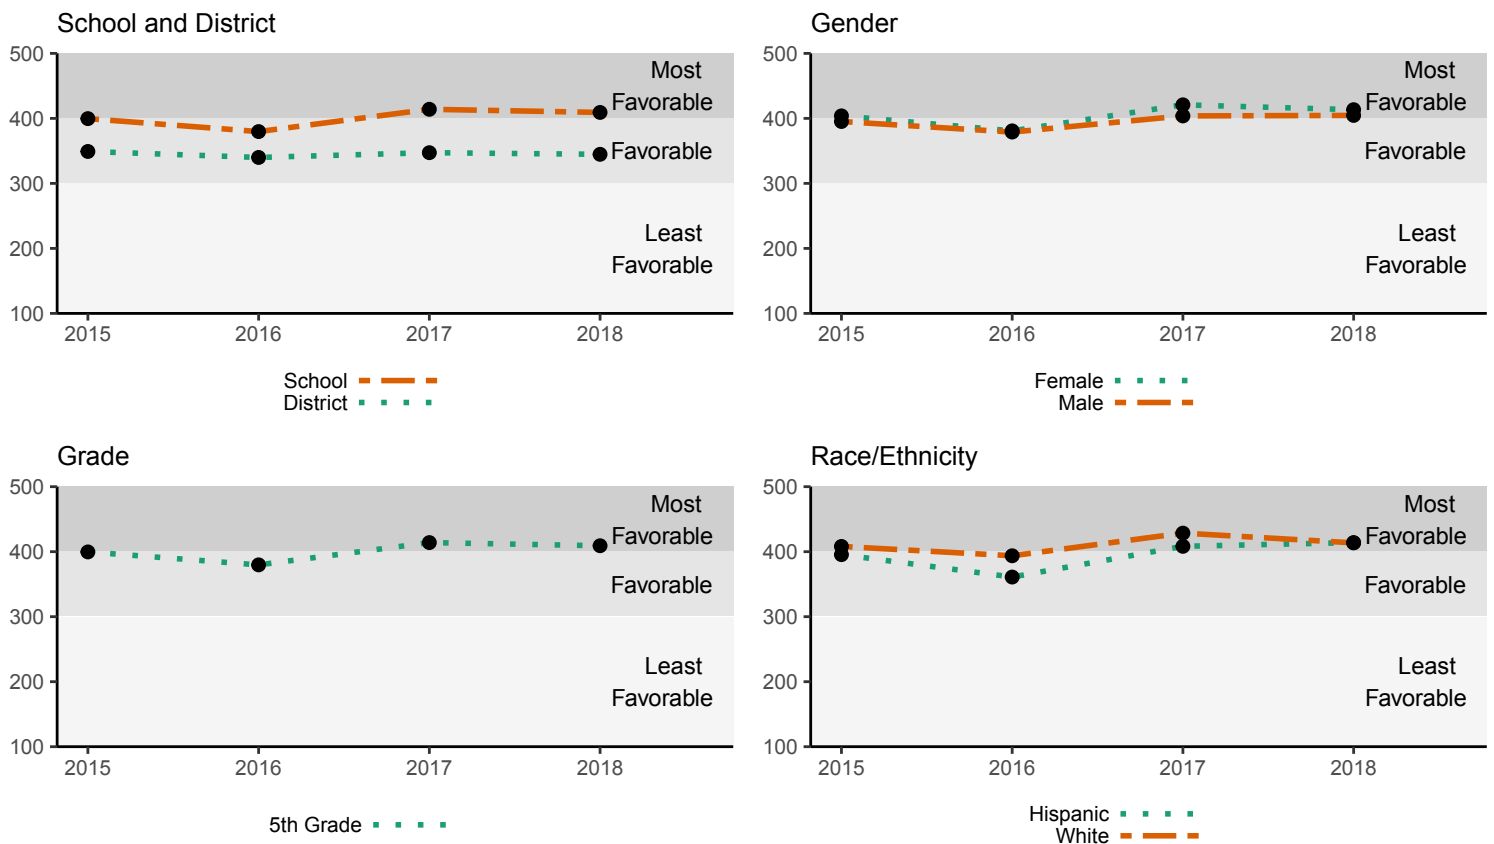 School and District
500
400
300
200
100
Most
Favorable
Favorable
Least
Favorable
2015
2016
2017
2018
School
District
Gender
500
400
300
200
100
Most
Favorable
Favorable
Least
Favorable
2015
2016
2017
2018
Female
Male
Grade
500
400
300
200
100
Most
Favorable
Favorable
Least
Favorable
2015
2016
2017
2018
5th Grade
Race/Ethnicity
500
400
300
200
100
Most
Favorable
Favorable
Least
Favorable
2015
2016
2017
2018
Hispanic
White